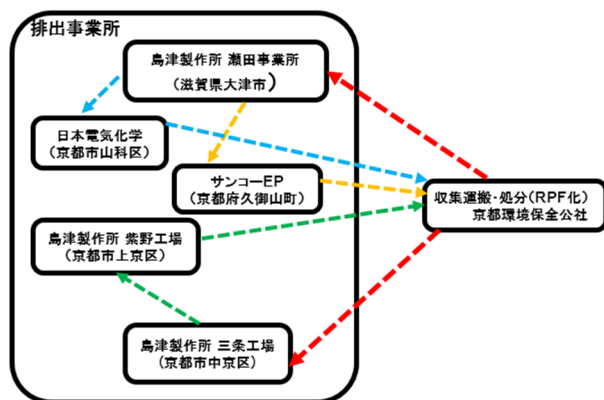 排出事業所
島津製作所 瀬田事業所
(滋賀県大津市)
日本電気化学
(京都市山科区)
サンコーEP
(京都府久御山町)
収集運搬・処分(RPF化)
京都環境保全公社
島津製作所 紫野工場
(京都市上京区)
島津製作所 三条工場
(京都市中京区)